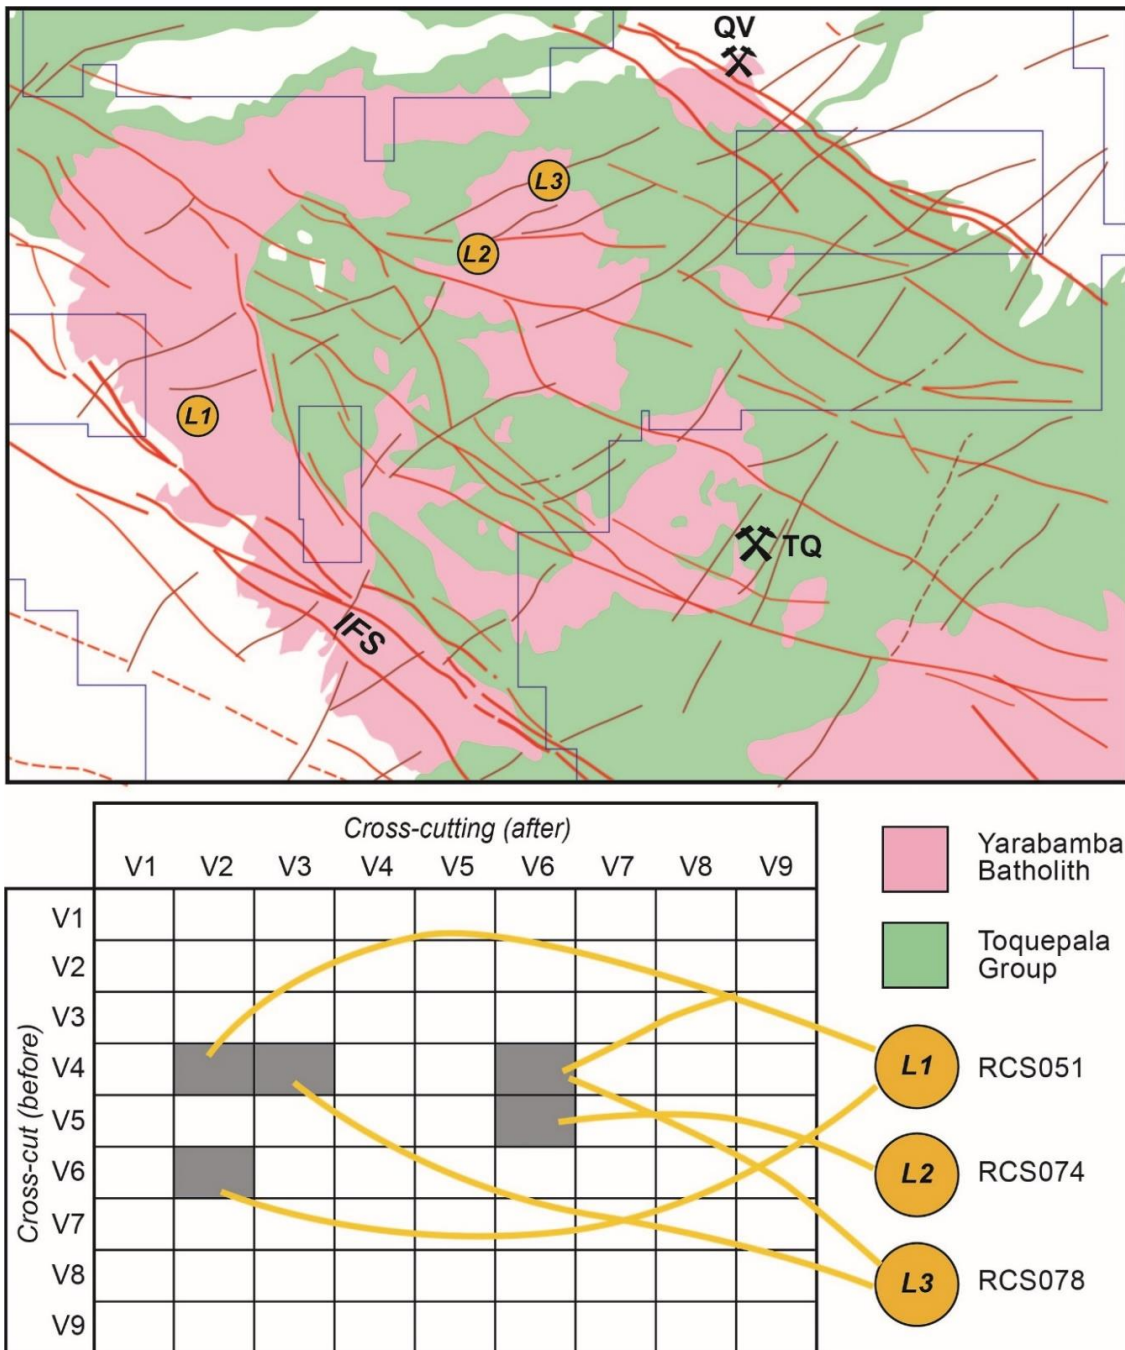 QV
L3
L2
L1
TQ
IFS
Cross-cutting (after)
V1 V2 V3 V4 V5 V6 V7 V8 V9
Cross-cut (before)
V1
V2
V3
V4
V5
V6
V7
V8
V9
Yarabamba
Batholith
Toquepala
Group
L1 RCS051
L2 RCS074
L3 RCS078